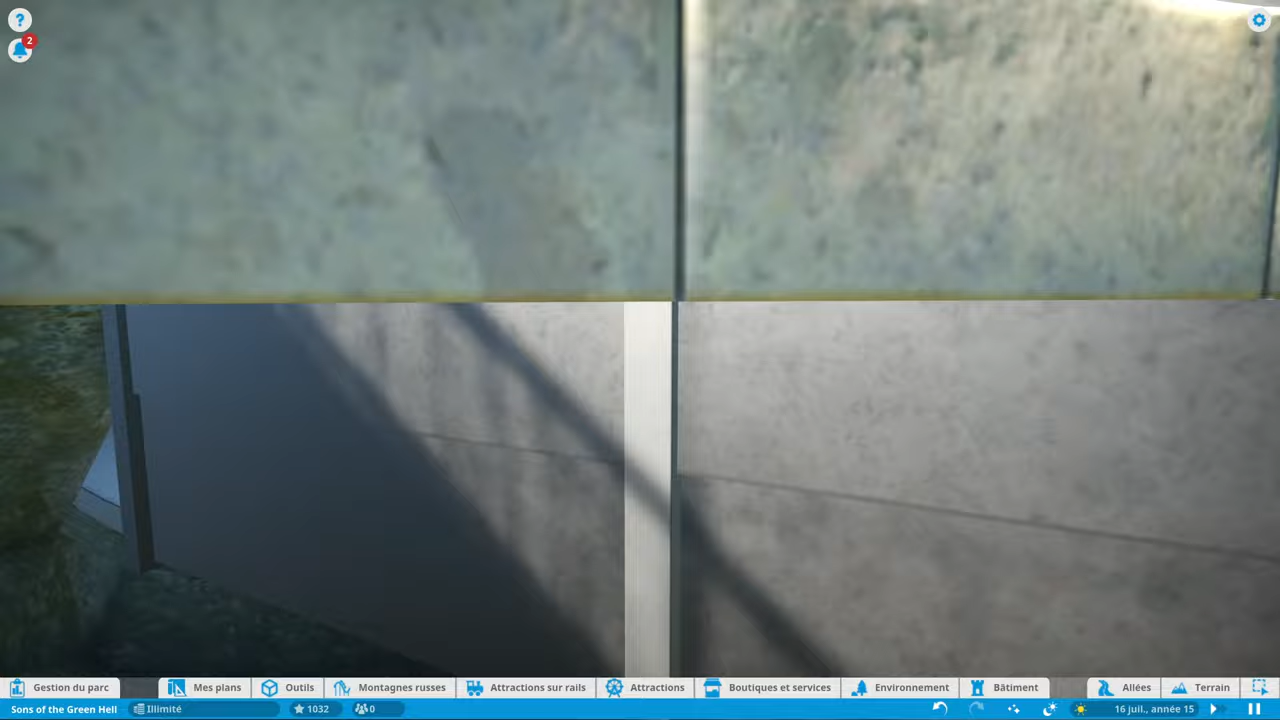 ?
2
Gestion du parc
Mes plans
Outils
Montagnes russes
Attractions sur rails
Attractions
Boutiques et services
Environnement
Bâtiment
Allées
Terrain
Sons of the Green Hell
Illimité
1032
0
16 juil., année 15